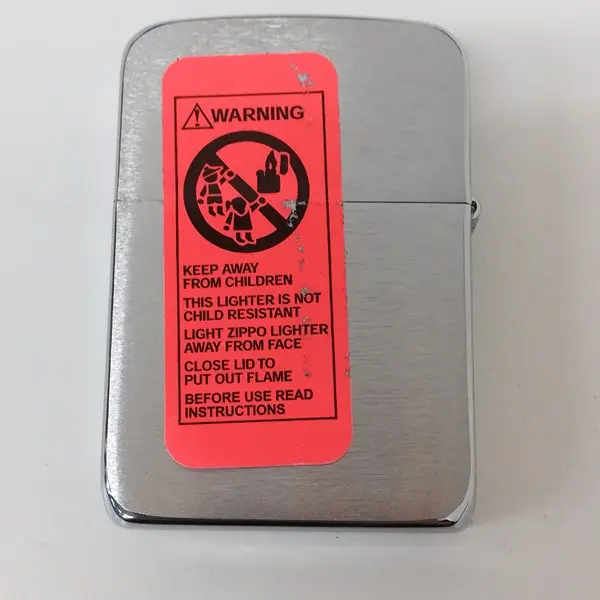 WARNING
KEEP AWAY
FROM CHILDREN
THIS LIGHTER IS NOT
CHILD RESISTANT
LIGHT ZIPPO LIGHTER
AWAY FROM FACE
CLOSE LID TO
PUT OUT FLAME
BEFORE USE READ
INSTRUCTIONS